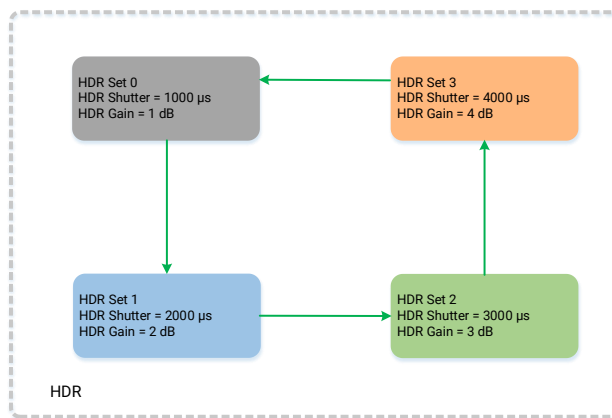 HDR Set 0
HDR Shutter = 1000 μs
HDR Gain = 1 dB
HDR Set 3
HDR Shutter = 4000 μs
HDR Gain = 4 dB
HDR Set 1
HDR Shutter = 2000 μs
HDR Gain = 2 dB
HDR Set 2
HDR Shutter = 3000 μs
HDR Gain = 3 dB
HDR